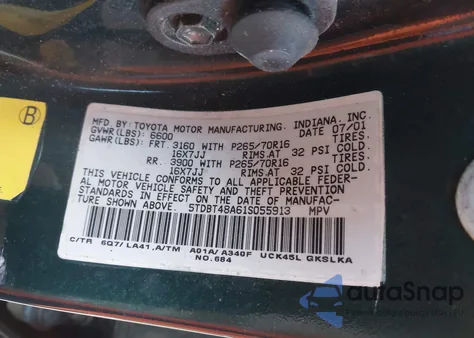 B
MFD. BY: TOYOTA MOTOR MANUFACTURING. INDIANA, INC.
GVWR(LBS): 6600 DATE 07/01
GAWR(LBS): FRT. 3160 WITH P265/70R16 TIRES.
16X7JJ RIMS.AT 32 PSI COLD.
RR. 3900 WITH P265/70R16 TIRES.
16X7JJ RIMS.AT 32 PSI COLD.
THIS VEHICLE CONFORMS TO ALL APPLICABLE FEDER-
AL MOTOR VEHICLE SAFETY AND THEFT PREVENTION
STANDARDS IN EFFECT ON THE DATE OF MANUFAC-
TURE SHOWN ABOVE. 5TDBT48A61S055913 MPV
C/TR 6Q7/ LA41.A/TM A01A/ A340F UCK45L GKSLKA
NO.684
autoSnap